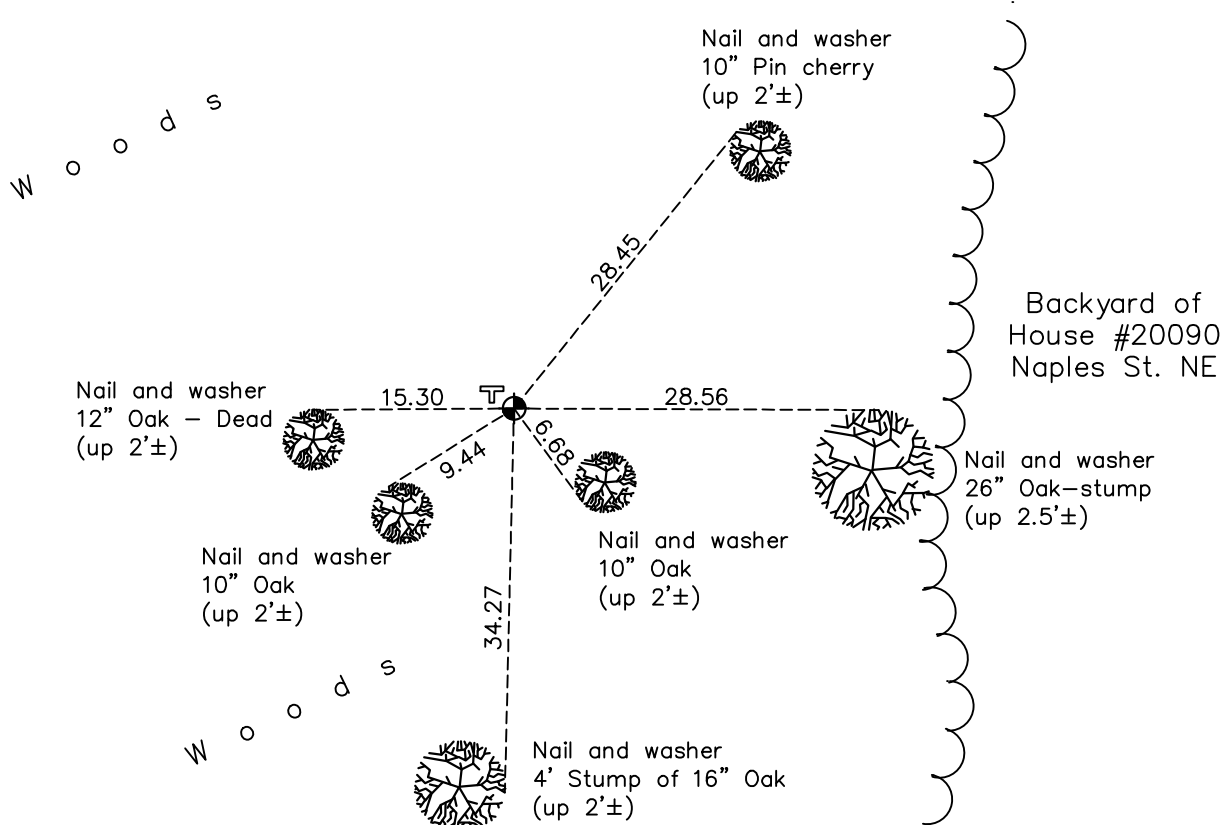 Nail and washer
10” Pin cherry
(up 2’±)
Woods
28.45
Backyard of
House #20090
Naples St. NE
Nail and washer
12” Oak – Dead
(up 2’±)
15.30
T
28.56
9.44
6.68
Nail and washer
26” Oak–stump
(up 2.5’±)
Nail and washer
10” Oak
(up 2’±)
Nail and washer
10” Oak
(up 2’±)
34.27
Woods
Nail and washer
4’ Stump of 16” Oak
(up 2’±)